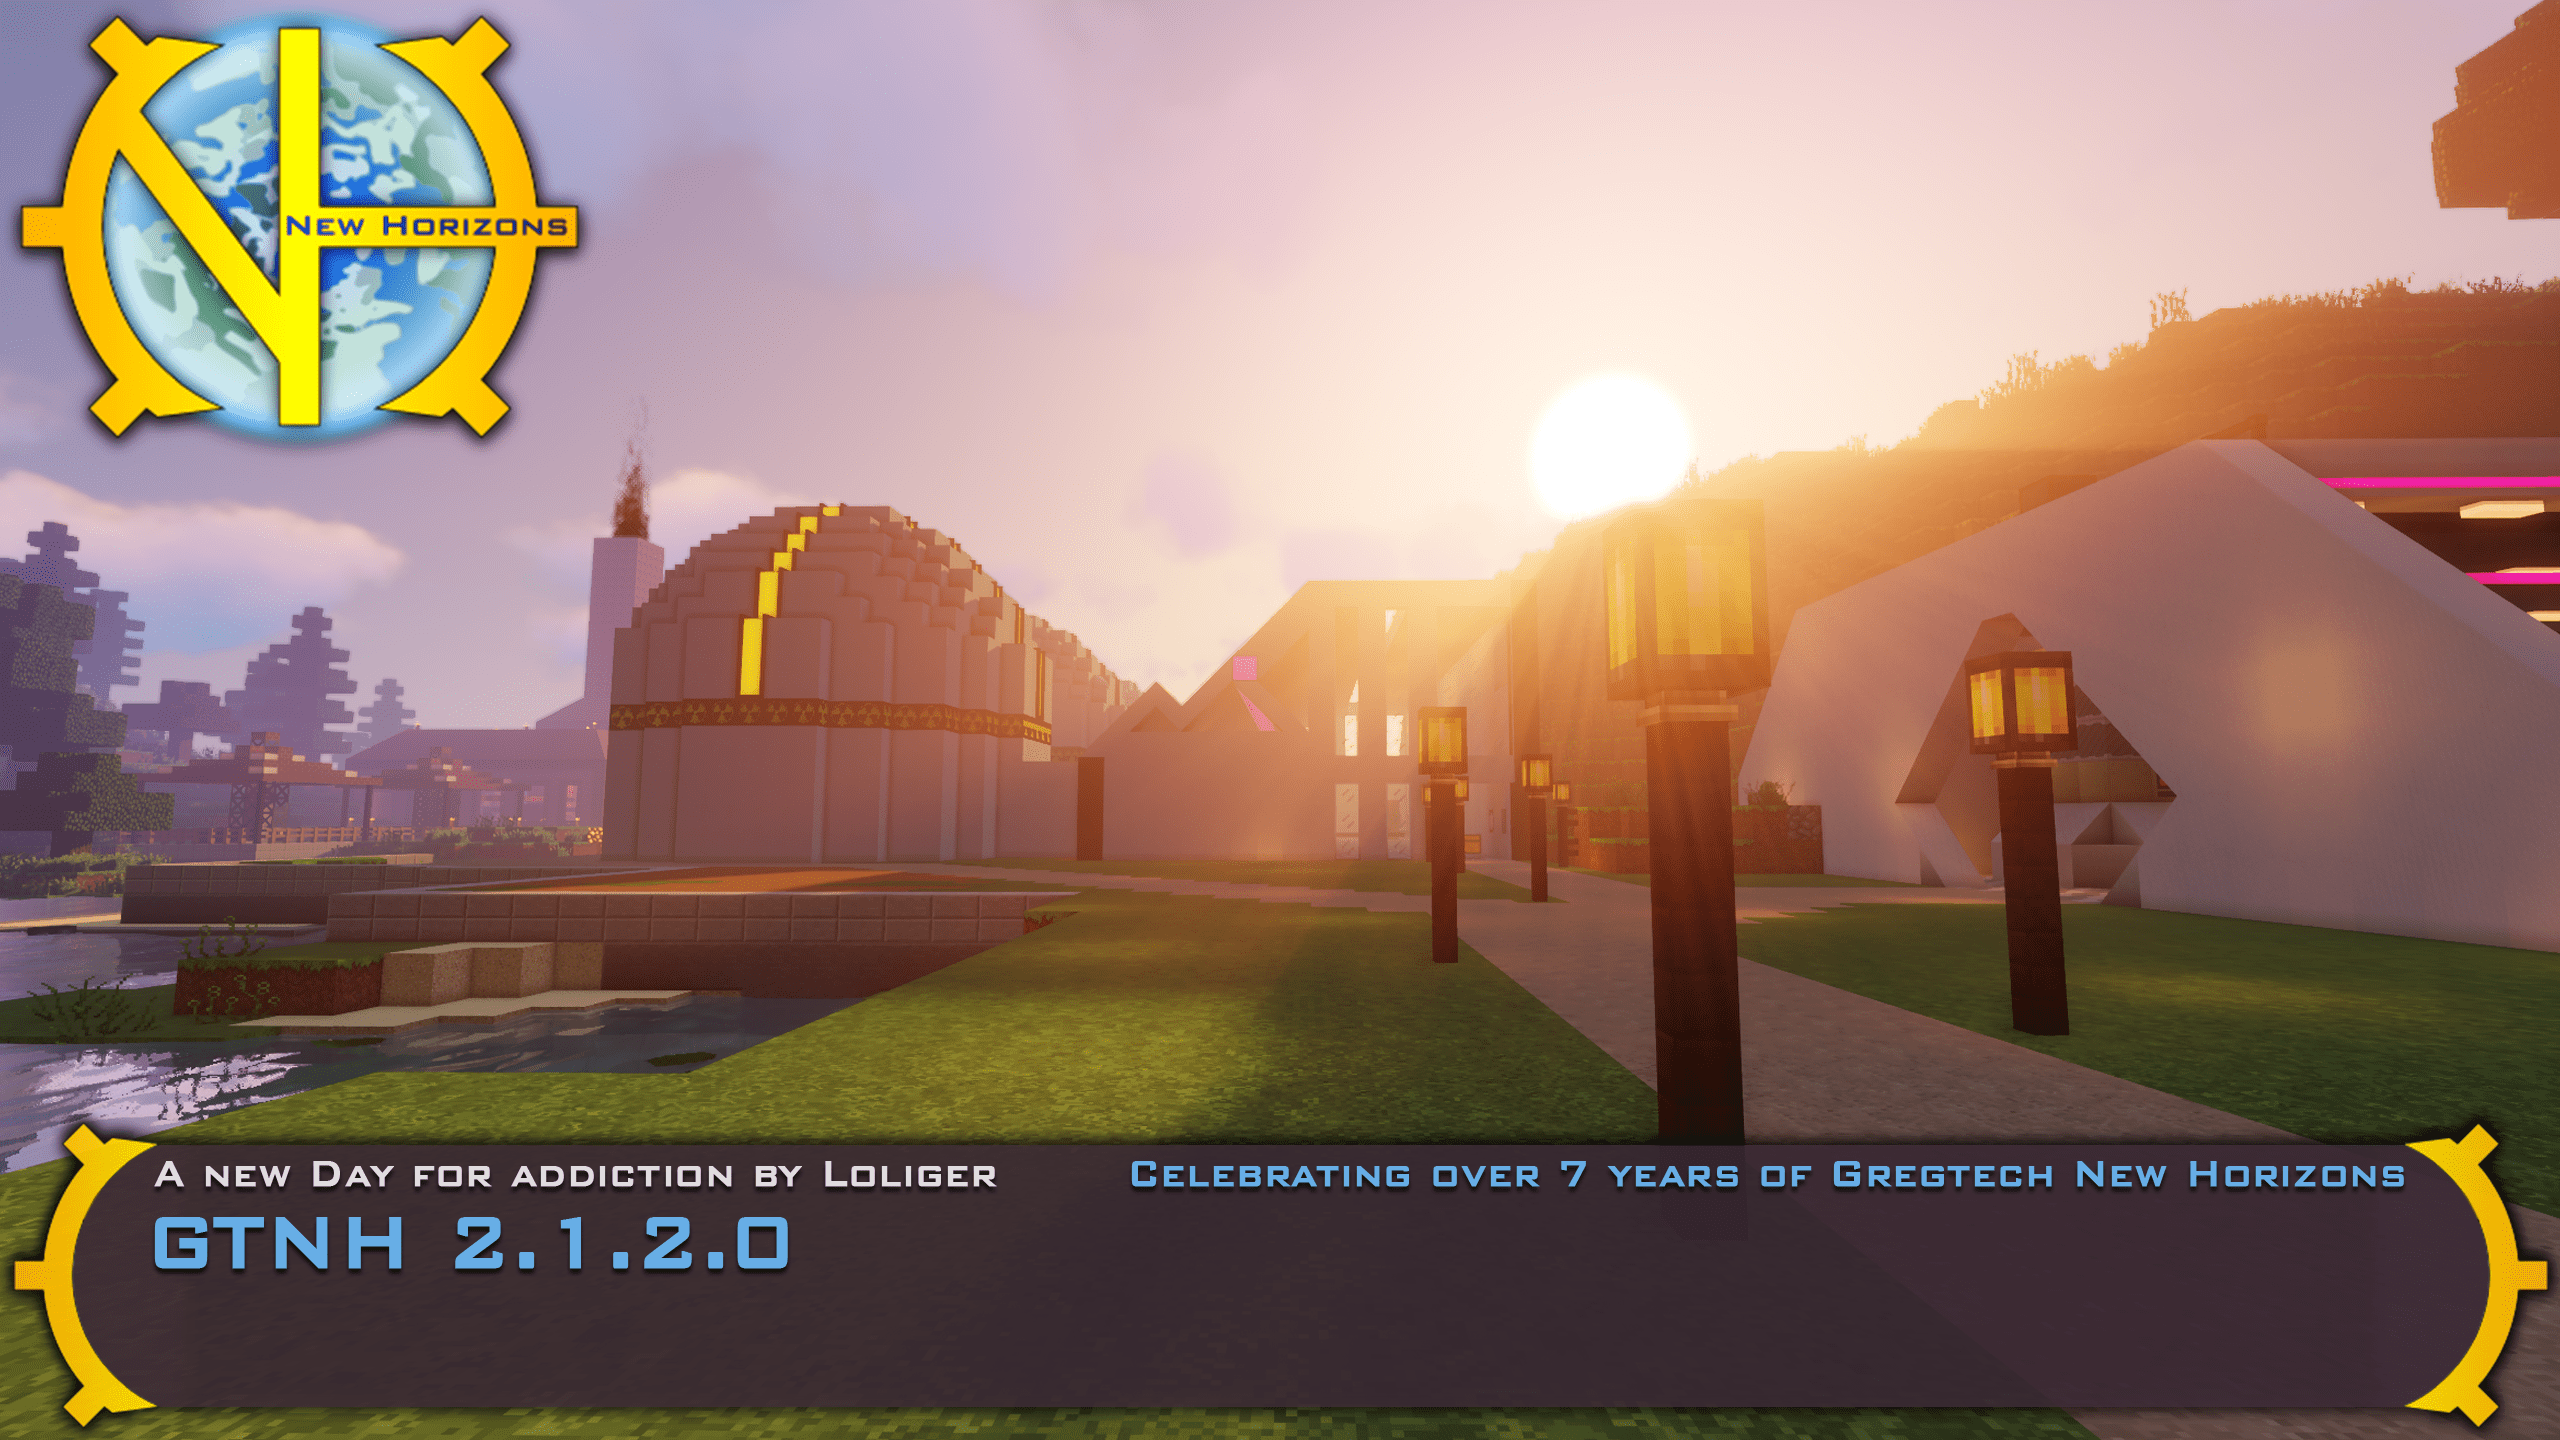 New Horizons
A new Day for addiction by Loliger
Celebrating over 7 years of Gregtech New Horizons
GTNH 2.1.2.0